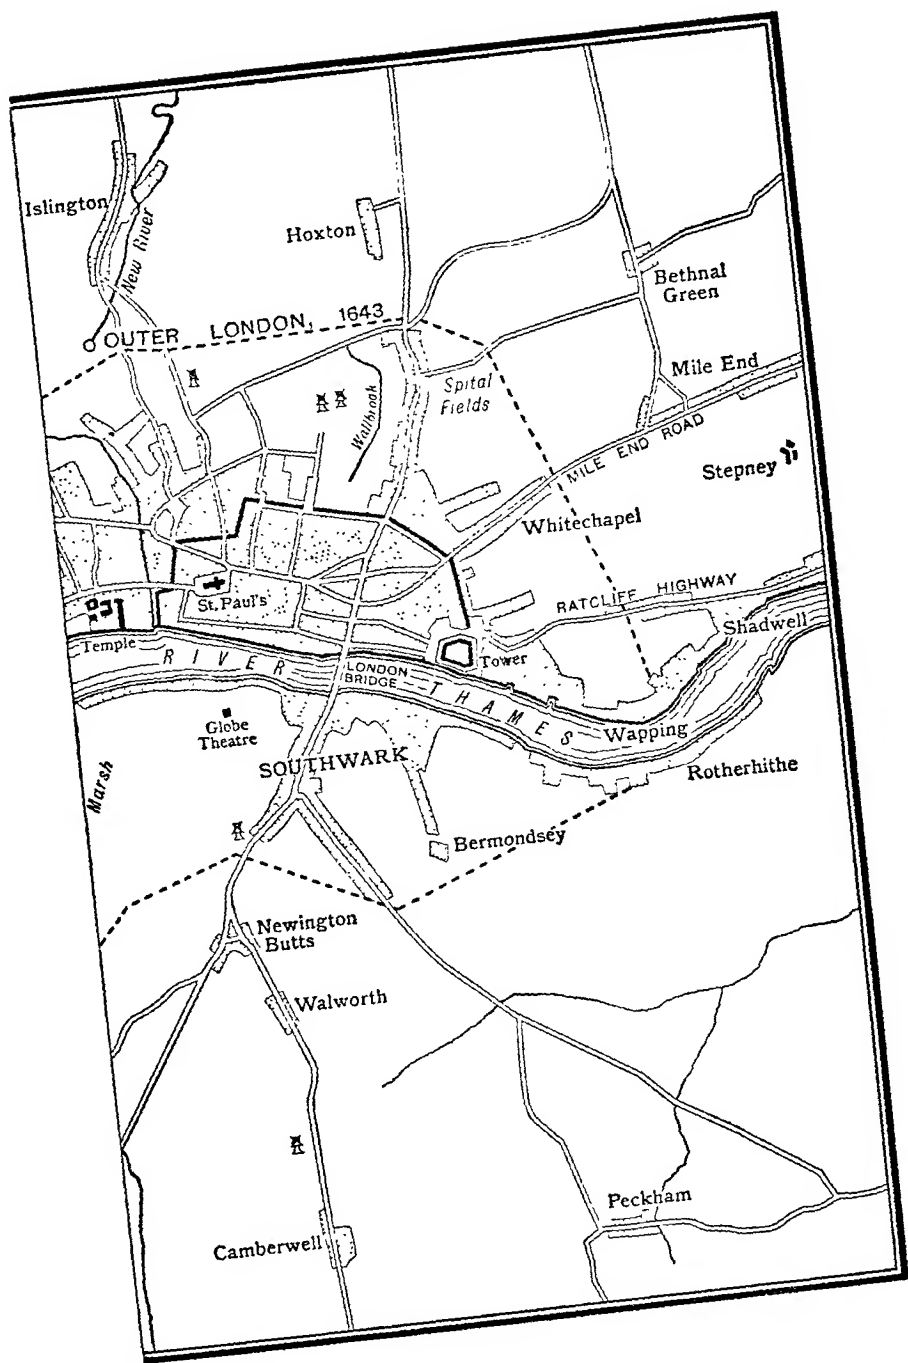 Islington
New River
Hoxton
Bethnal
Green
OUTER LONDON, 1643
Mile End
Spital
Fields
Wallbrook
MILE END ROAD
Stepney
Whitechapel
RATCLIFF HIGHWAY
St. Paul's
Shadwell
Temple
Tower
RIVER THAMES
LONDON
BRIDGE
Globe
Theatre
Wapping
SOUTHWARK
Rotherhithe
Marsh
Bermondsey
Newington
Butts
Walworth
Peckham
Camberwell